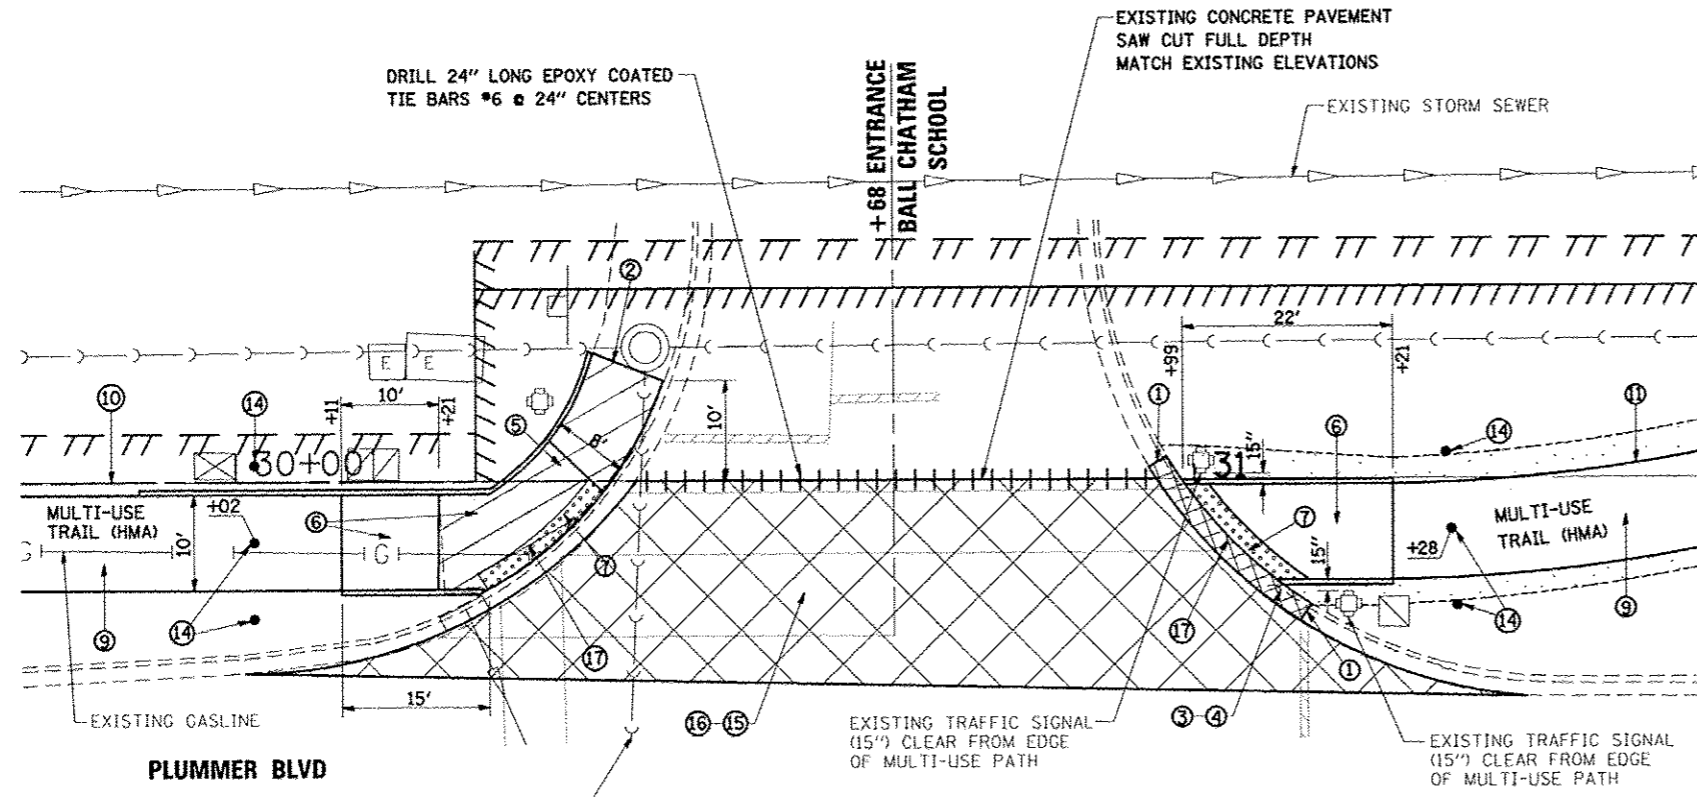 EXISTING CONCRETE PAVEMENT
SAW CUT FULL DEPTH
MATCH EXISTING ELEVATIONS
DRILL 24" LONG EPOXY COATED
TIE BARS #6 @ 24" CENTERS
+68 ENTRANCE
BALL CHATHAM
SCHOOL
EXISTING STORM SEWER
2
22'
+99
+21
E
E
10
14
+11
10'
+21
5
8'
10'
1
15"
6
14
11
30+00
31
MULTI-USE
TRAIL (HMA)
+02
10'
6
G
G
7
7
15"
+28
MULTI-USE
TRAIL (HMA)
9
14
17
17
1
14
9
15'
EXISTING GASLINE
16-15
3-4
EXISTING TRAFFIC SIGNAL
(15") CLEAR FROM EDGE
OF MULTI-USE PATH
EXISTING TRAFFIC SIGNAL
(15") CLEAR FROM EDGE
OF MULTI-USE PATH
PLUMMER BLVD